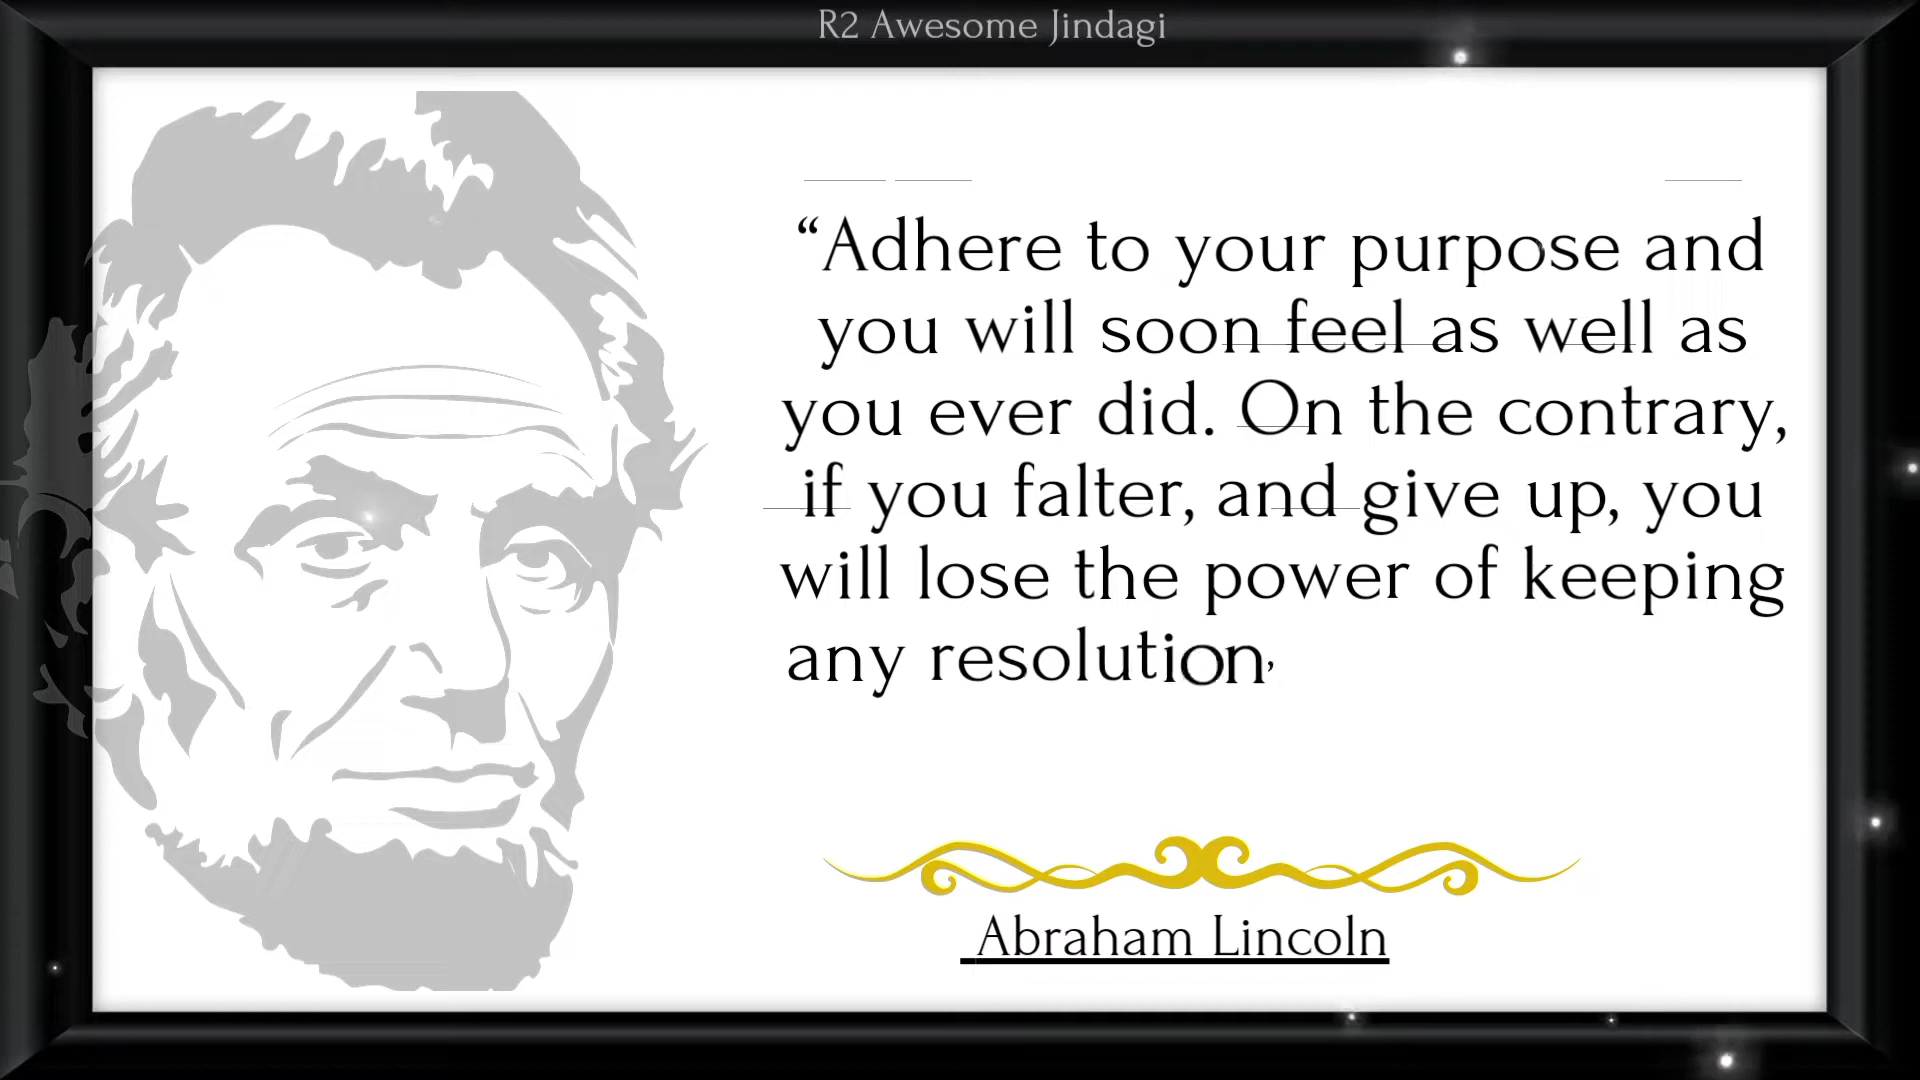 R2 Awesome Jindagi
“Adhere to your purpose and
you will soon feel as well as
you ever did. On the contrary,
if you falter, and give up, you
will lose the power of keeping
any resolution,
Abraham Lincoln